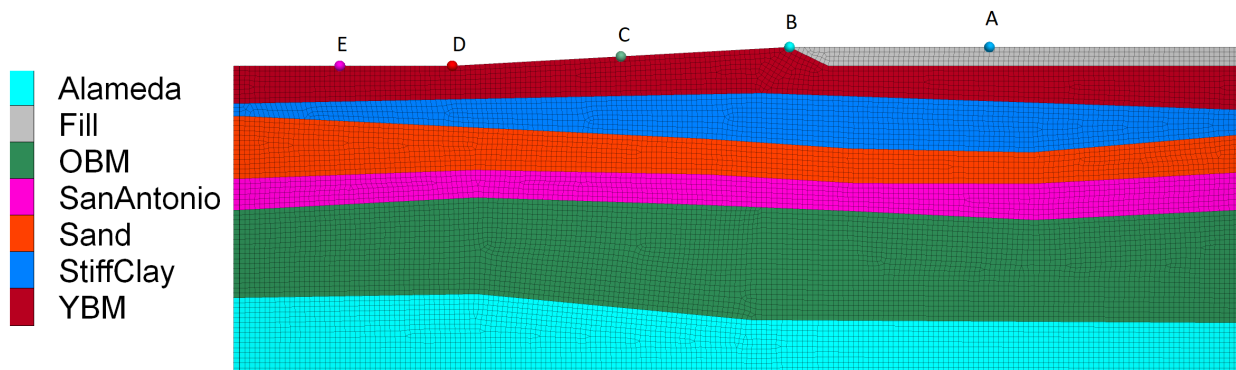 E
D
C
B
A
Alameda
Fill
OBM
SanAntonio
Sand
StiffClay
YBM